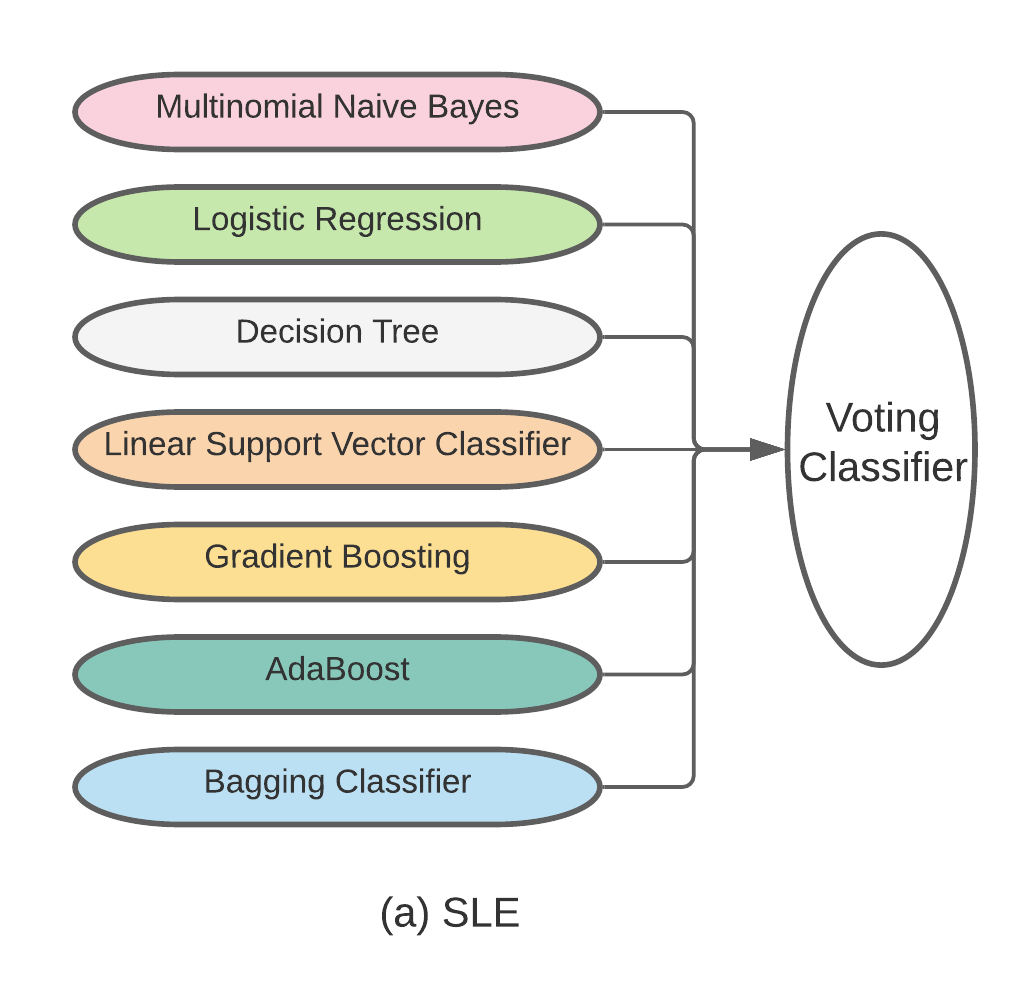 Multinomial Naive Bayes
Logistic Regression
Decision Tree
Linear Support Vector Classifier
Gradient Boosting
AdaBoost
Bagging Classifier
Voting
Classifier
(a) SLE